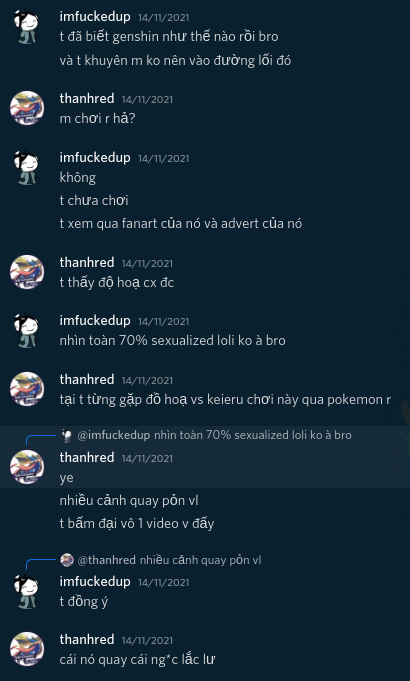 imfuckedup 14/11/2021
t đã biết genshin như thế nào rồi bro
và t khuyên m ko nên vào đường lối đó
thanhred 14/11/2021
m chơi r hả?
imfuckedup 14/11/2021
không
t chưa chơi
t xem qua fanart của nó và advert của nó
thanhred 14/11/2021
t thấy độ hoạ cx đc
imfuckedup 14/11/2021
nhìn toàn 70% sexualized loli ko à bro
thanhred 14/11/2021
tại t từng gặp đồ hoạ vs keieru chơi này qua pokemon r
@imfuckedup nhìn toàn 70% sexualized loli ko à bro
thanhred 14/11/2021
ye
nhiều cảnh quay pỏn vl
t bấm đại vô 1 video v đấy
@thanhred nhiều cảnh quay pỏn vl
imfuckedup 14/11/2021
t đồng ý
thanhred 14/11/2021
cái nó quay cái ng*c lắc lư